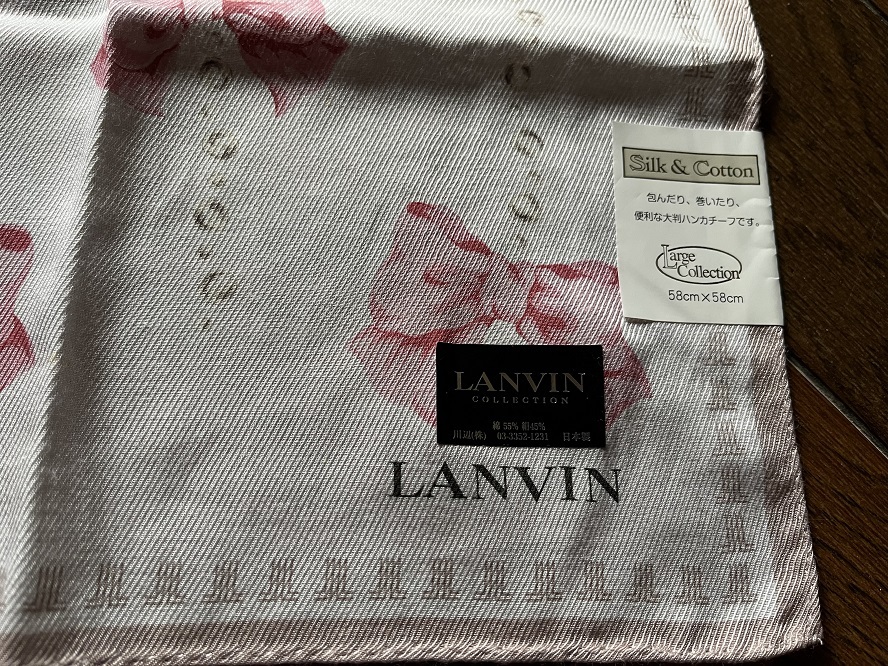 Silk & Cotton
包んだり、巻いたり、
便利な大判ハンカチーフです。
Large
Collection
58cm×58cm
LANVIN
COLLECTION
綿 55% 絹45%
川辺(株) 03-3352-1231 日本製
LANVIN